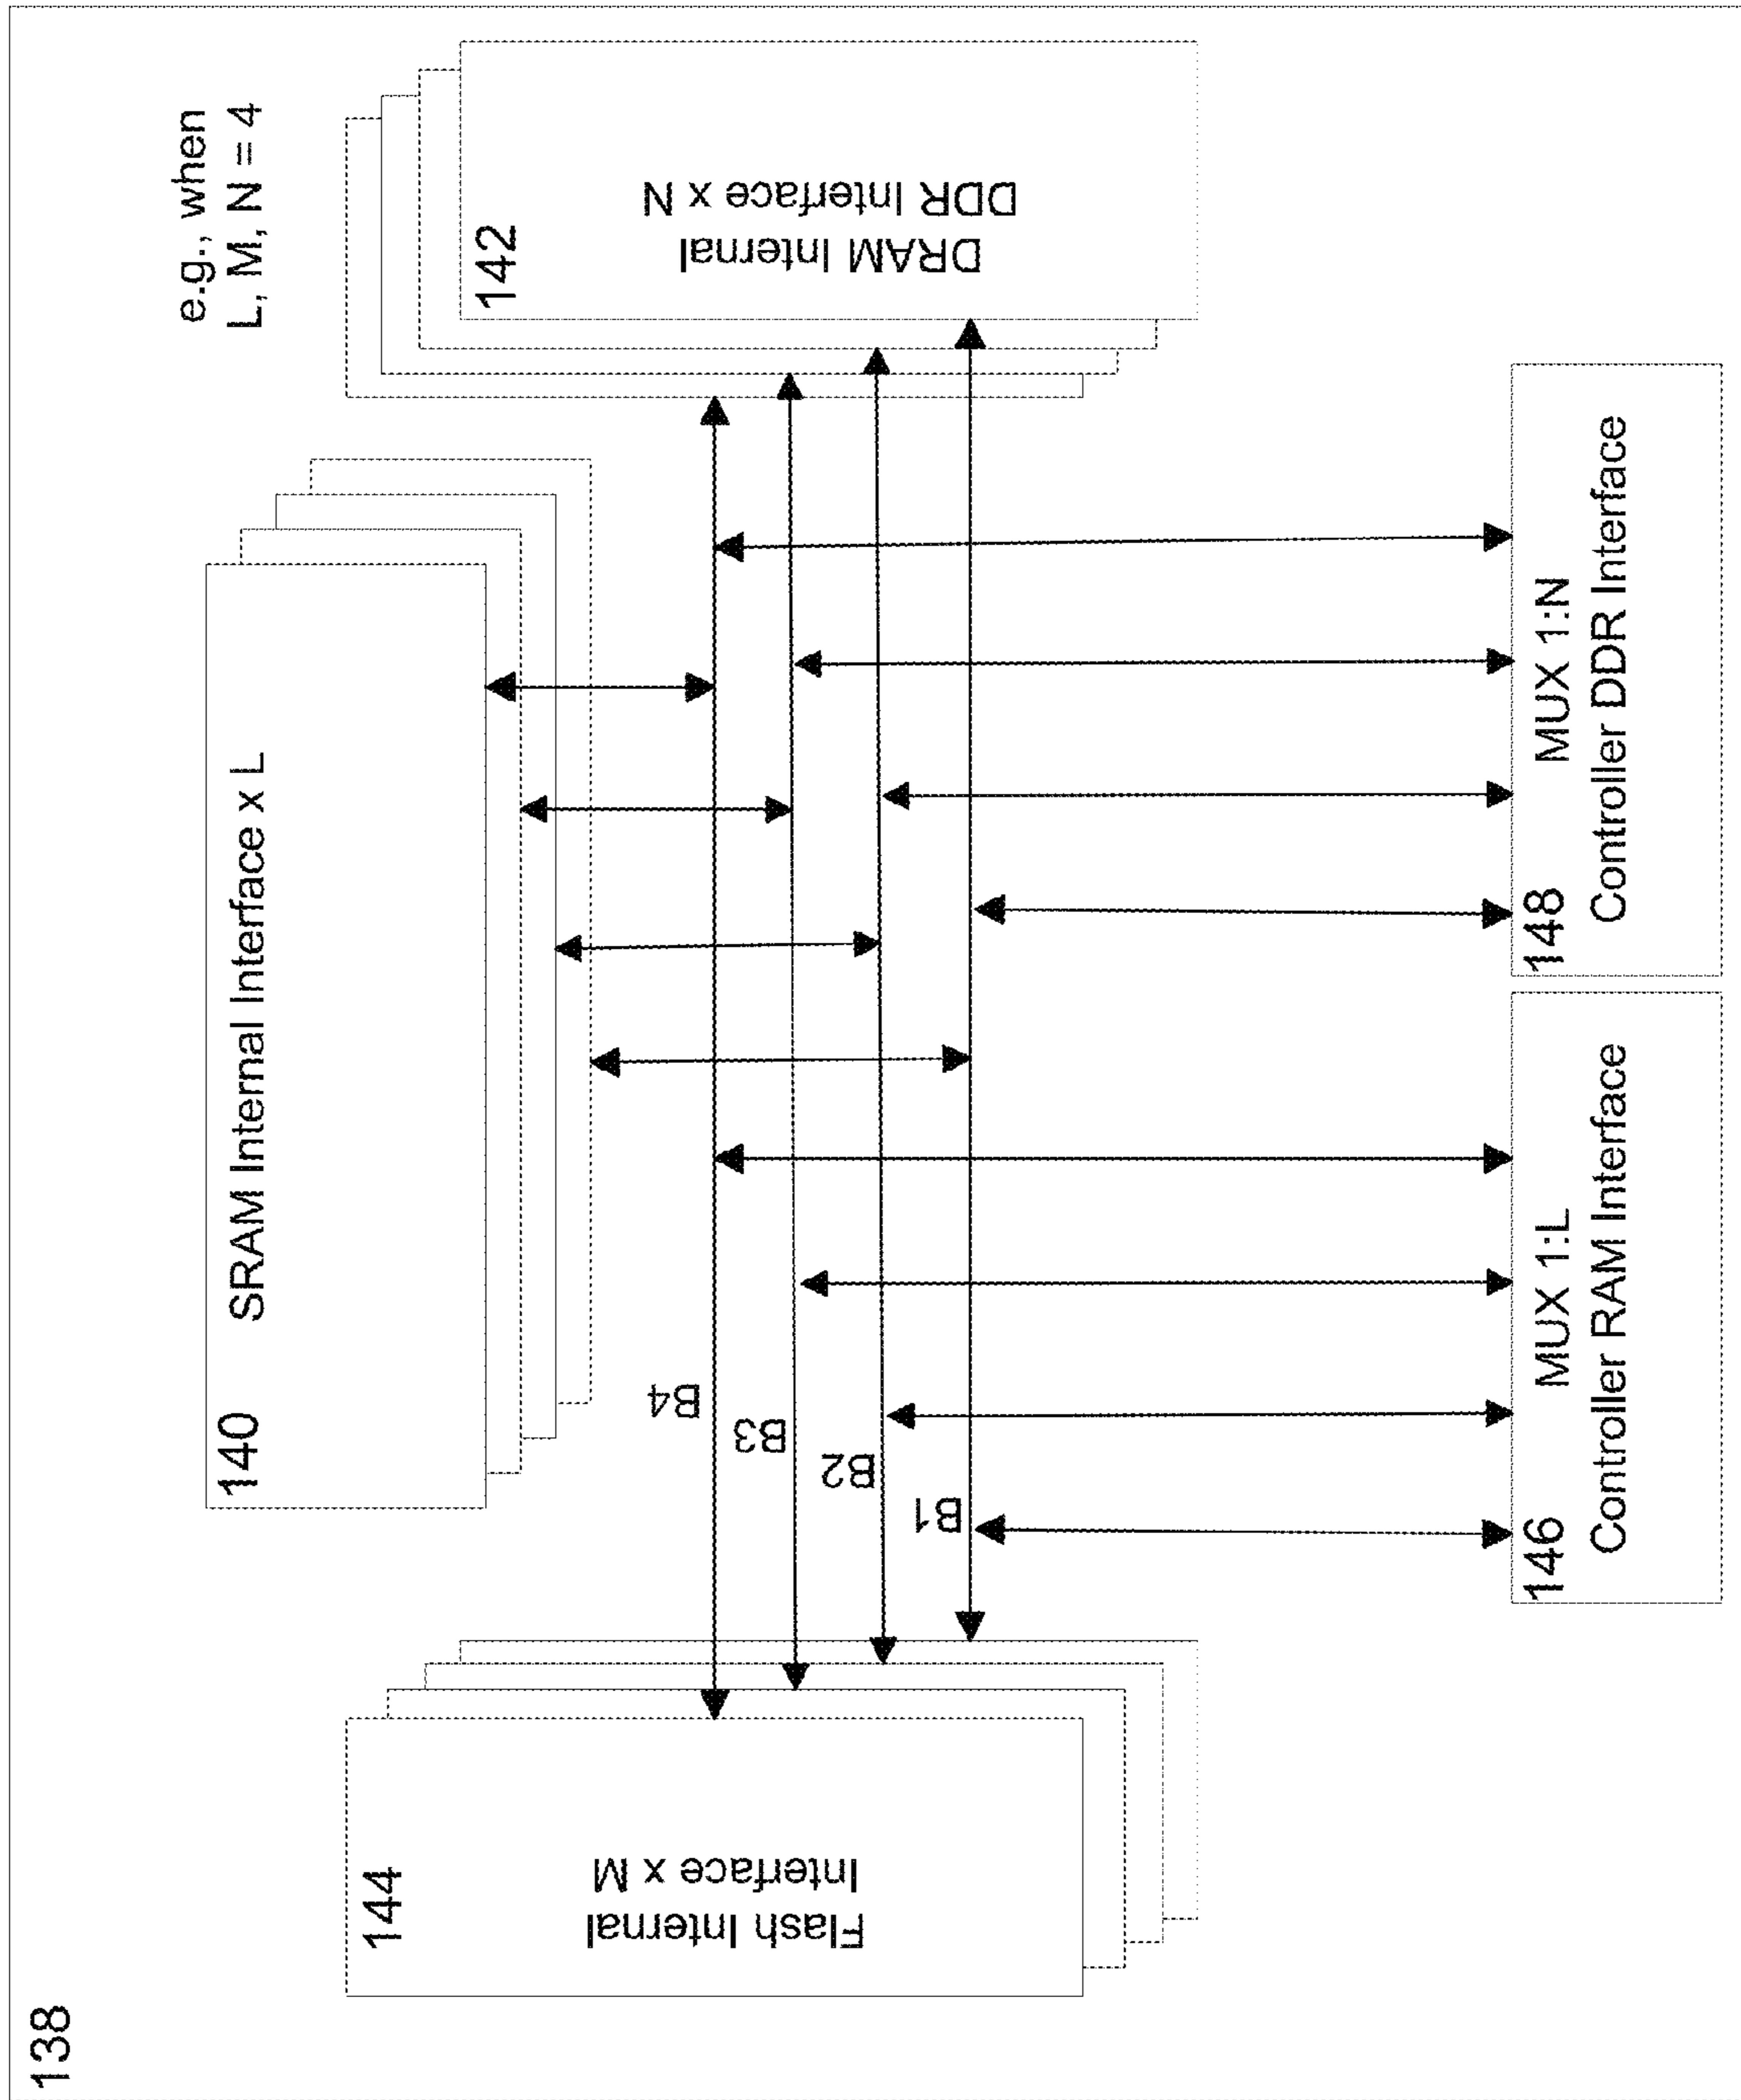 138
e.g., when
L, M, N = 4
140 SRAM Internal Interface x L
144
Flash Internal
Interface x M
142
DRAM Internal
DDR Interface x N
B4
B3
B2
B1
146 MUX 1:L
Controller RAM Interface
148 MUX 1:N
Controller DDR Interface